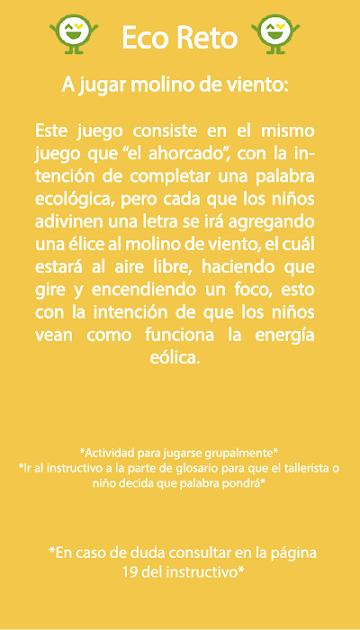 Eco Reto
A jugar molino de viento:
Este juego consiste en el mismo
juego que “el ahorcado”, con la in-
tención de completar una palabra
ecológica, pero cada que los niños
adivinen una letra se irá agregando
una élice al molino de viento, el cuál
estará al aire libre, haciendo que
gire y encendiendo un foco, esto
con la intención de que los niños
vean como funciona la energía
eólica.
*Actividad para jugarse grupalmente*
*Ir al instructivo a la parte de glosario para que el tallerista o
niño decida que palabra pondrá*
*En caso de duda consultar en la página
19 del instructivo*